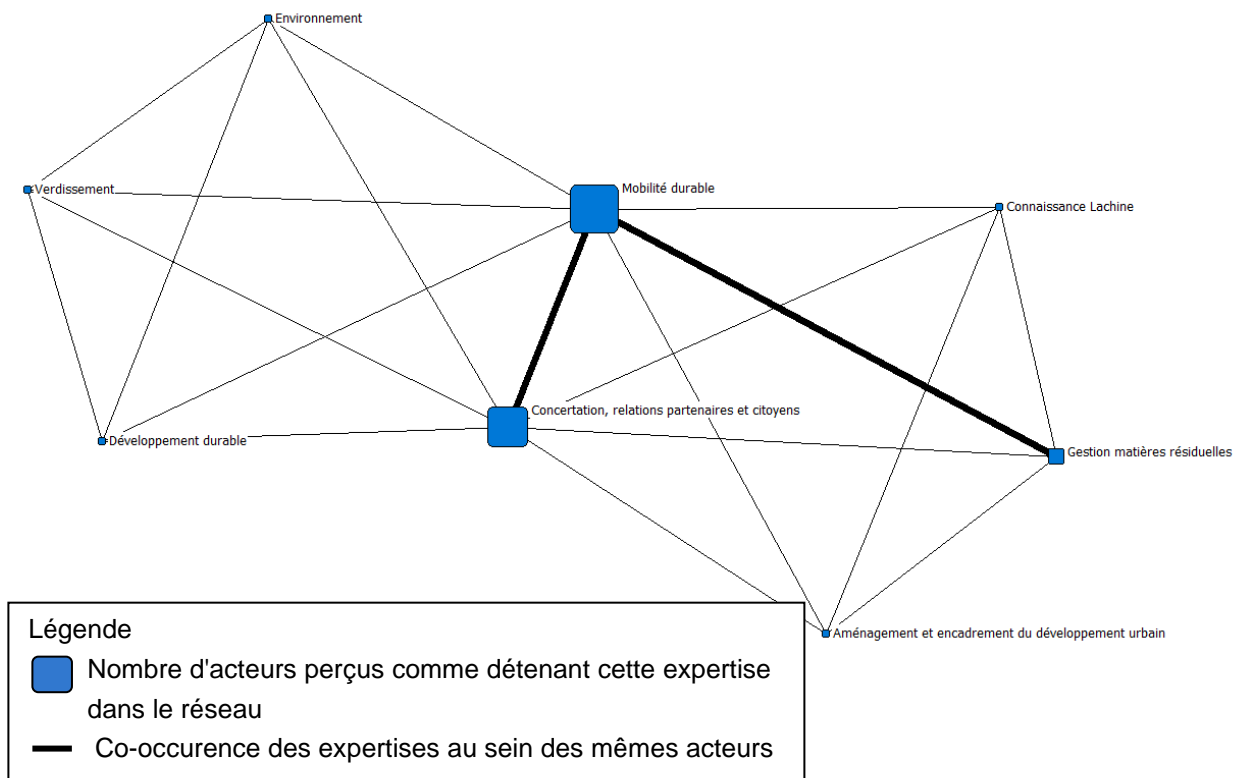 Environnement
Verdissement
Mobilité durable
Connaissance Lachine
Concertation, relations partenaires et citoyens
Développement durable
Gestion matières résiduelles
Aménagement et encadrement du développement urbain
Légende
Nombre d'acteurs perçus comme détenant cette expertise
dans le réseau
Co-occurence des expertises au sein des mêmes acteurs